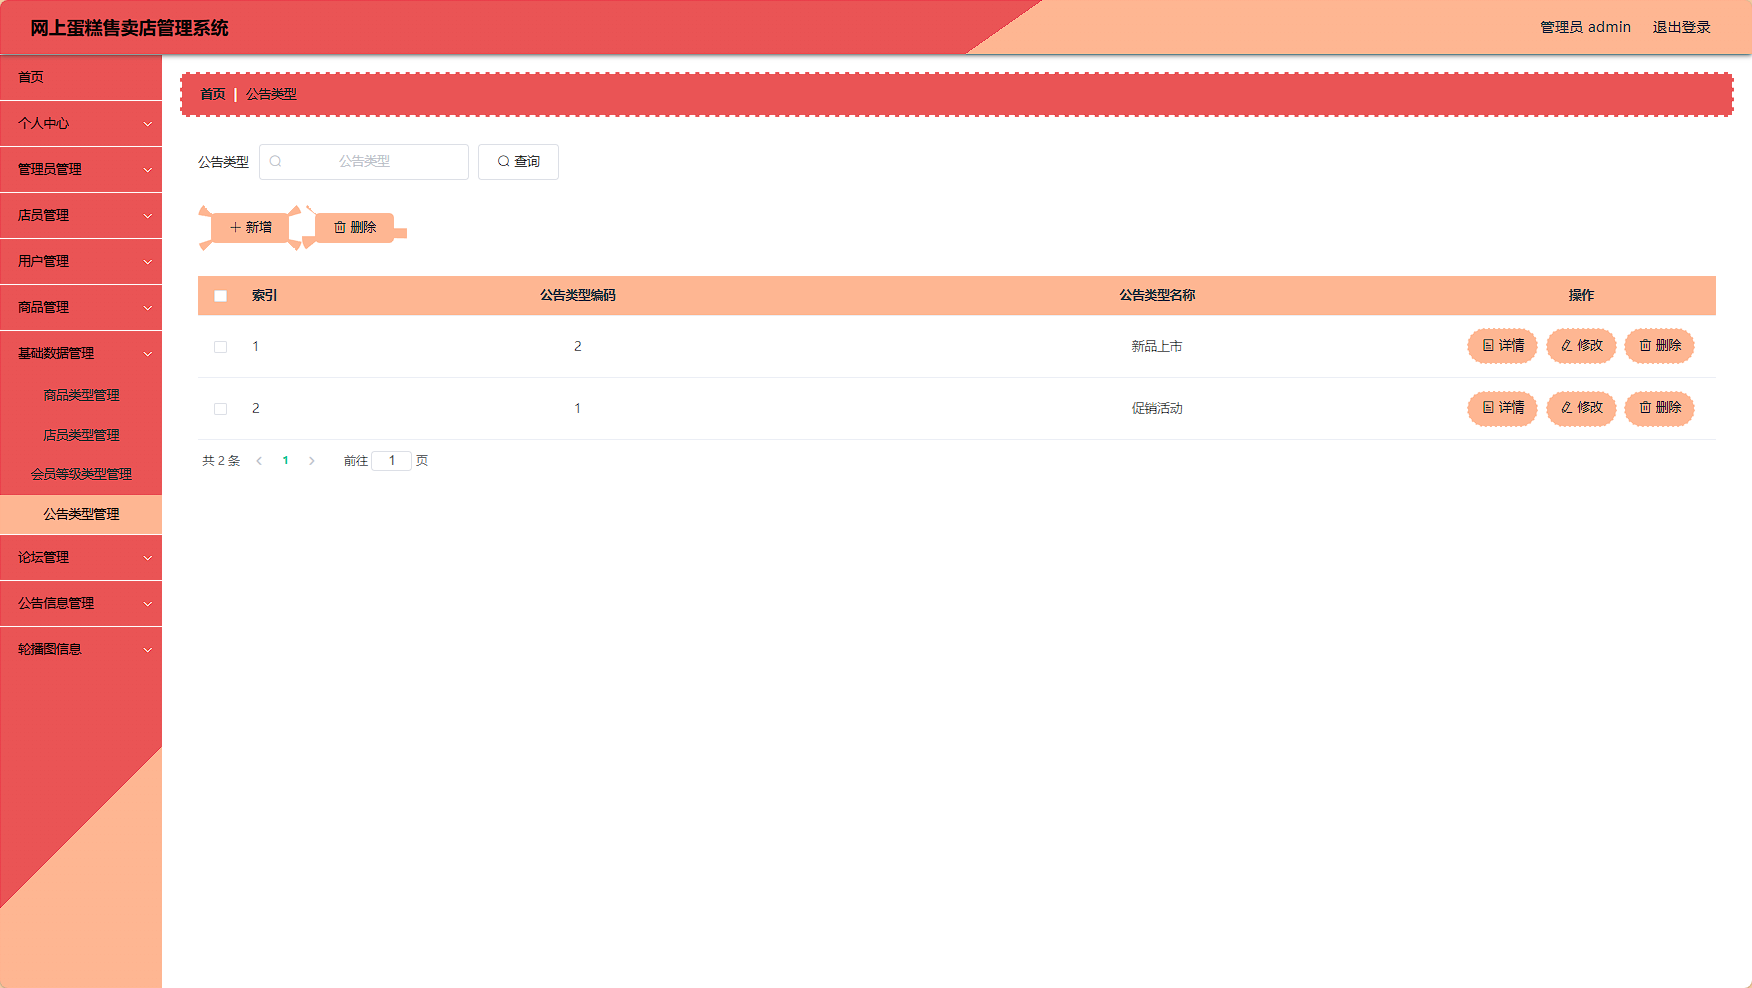 网上蛋糕售卖店管理系统
管理员 admin 退出登录
首页
个人中心
管理员管理
店员管理
用户管理
商品管理
基础数据管理
商品类型管理
店员类型管理
会员等级类型管理
公告类型管理
论坛管理
公告信息管理
轮播图信息
首页 | 公告类型
公告类型 公告类型 查询
新增 删除
索引 公告类型编码 公告类型名称 操作
1 2 新品上市 详情 修改 删除
2 1 促销活动 详情 修改 删除
共 2 条 1 前往 1 页